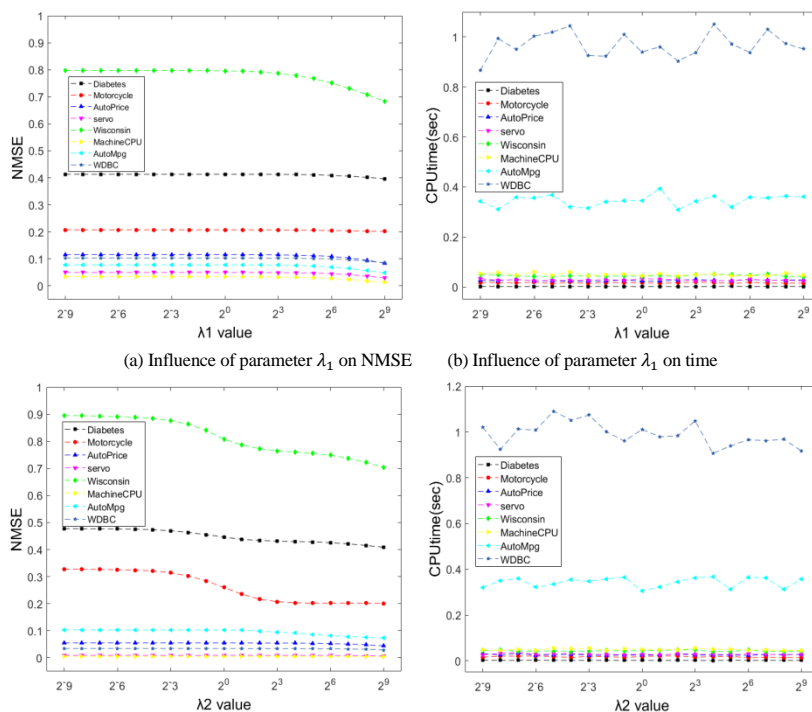 1
0.9
0.8
0.7
0.6
0.5
0.4
0.3
0.2
0.1
0
NMSE
Diabetes
Motorcycle
AutoPrice
servo
Wisconsin
MachineCPU
AutoMpg
WDBC
2^-9 2^-6 2^-3 2^0 2^3 2^6 2^9
λ1 value
1
0.8
0.6
0.4
0.2
0
CPUtime(sec)
Diabetes
Motorcycle
AutoPrice
servo
Wisconsin
MachineCPU
AutoMpg
WDBC
2^-9 2^-6 2^-3 2^0 2^3 2^6 2^9
λ1 value
(a) Influence of parameter λ₁ on NMSE
(b) Influence of parameter λ₁ on time
1
0.9
0.8
0.7
0.6
0.5
0.4
0.3
0.2
0.1
0
NMSE
Diabetes
Motorcycle
AutoPrice
servo
Wisconsin
MachineCPU
AutoMpg
WDBC
2^-9 2^-6 2^-3 2^0 2^3 2^6 2^9
λ2 value
1.2
1
0.8
0.6
0.4
0.2
0
CPUtime(sec)
Diabetes
Motorcycle
AutoPrice
servo
Wisconsin
MachineCPU
AutoMpg
WDBC
2^-9 2^-6 2^-3 2^0 2^3 2^6 2^9
λ2 value